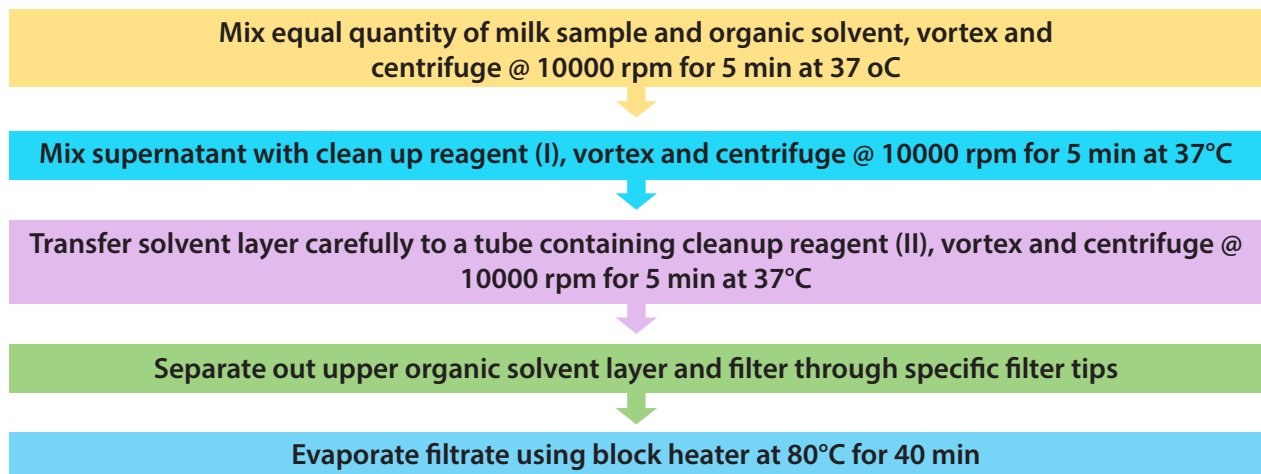 Mix equal quantity of milk sample and organic solvent, vortex and
centrifuge @ 10000 rpm for 5 min at 37 oC
Mix supernatant with clean up reagent (I), vortex and centrifuge @ 10000 rpm for 5 min at 37°C
Transfer solvent layer carefully to a tube containing cleanup reagent (II), vortex and centrifuge @
10000 rpm for 5 min at 37°C
Separate out upper organic solvent layer and filter through specific filter tips
Evaporate filtrate using block heater at 80°C for 40 min